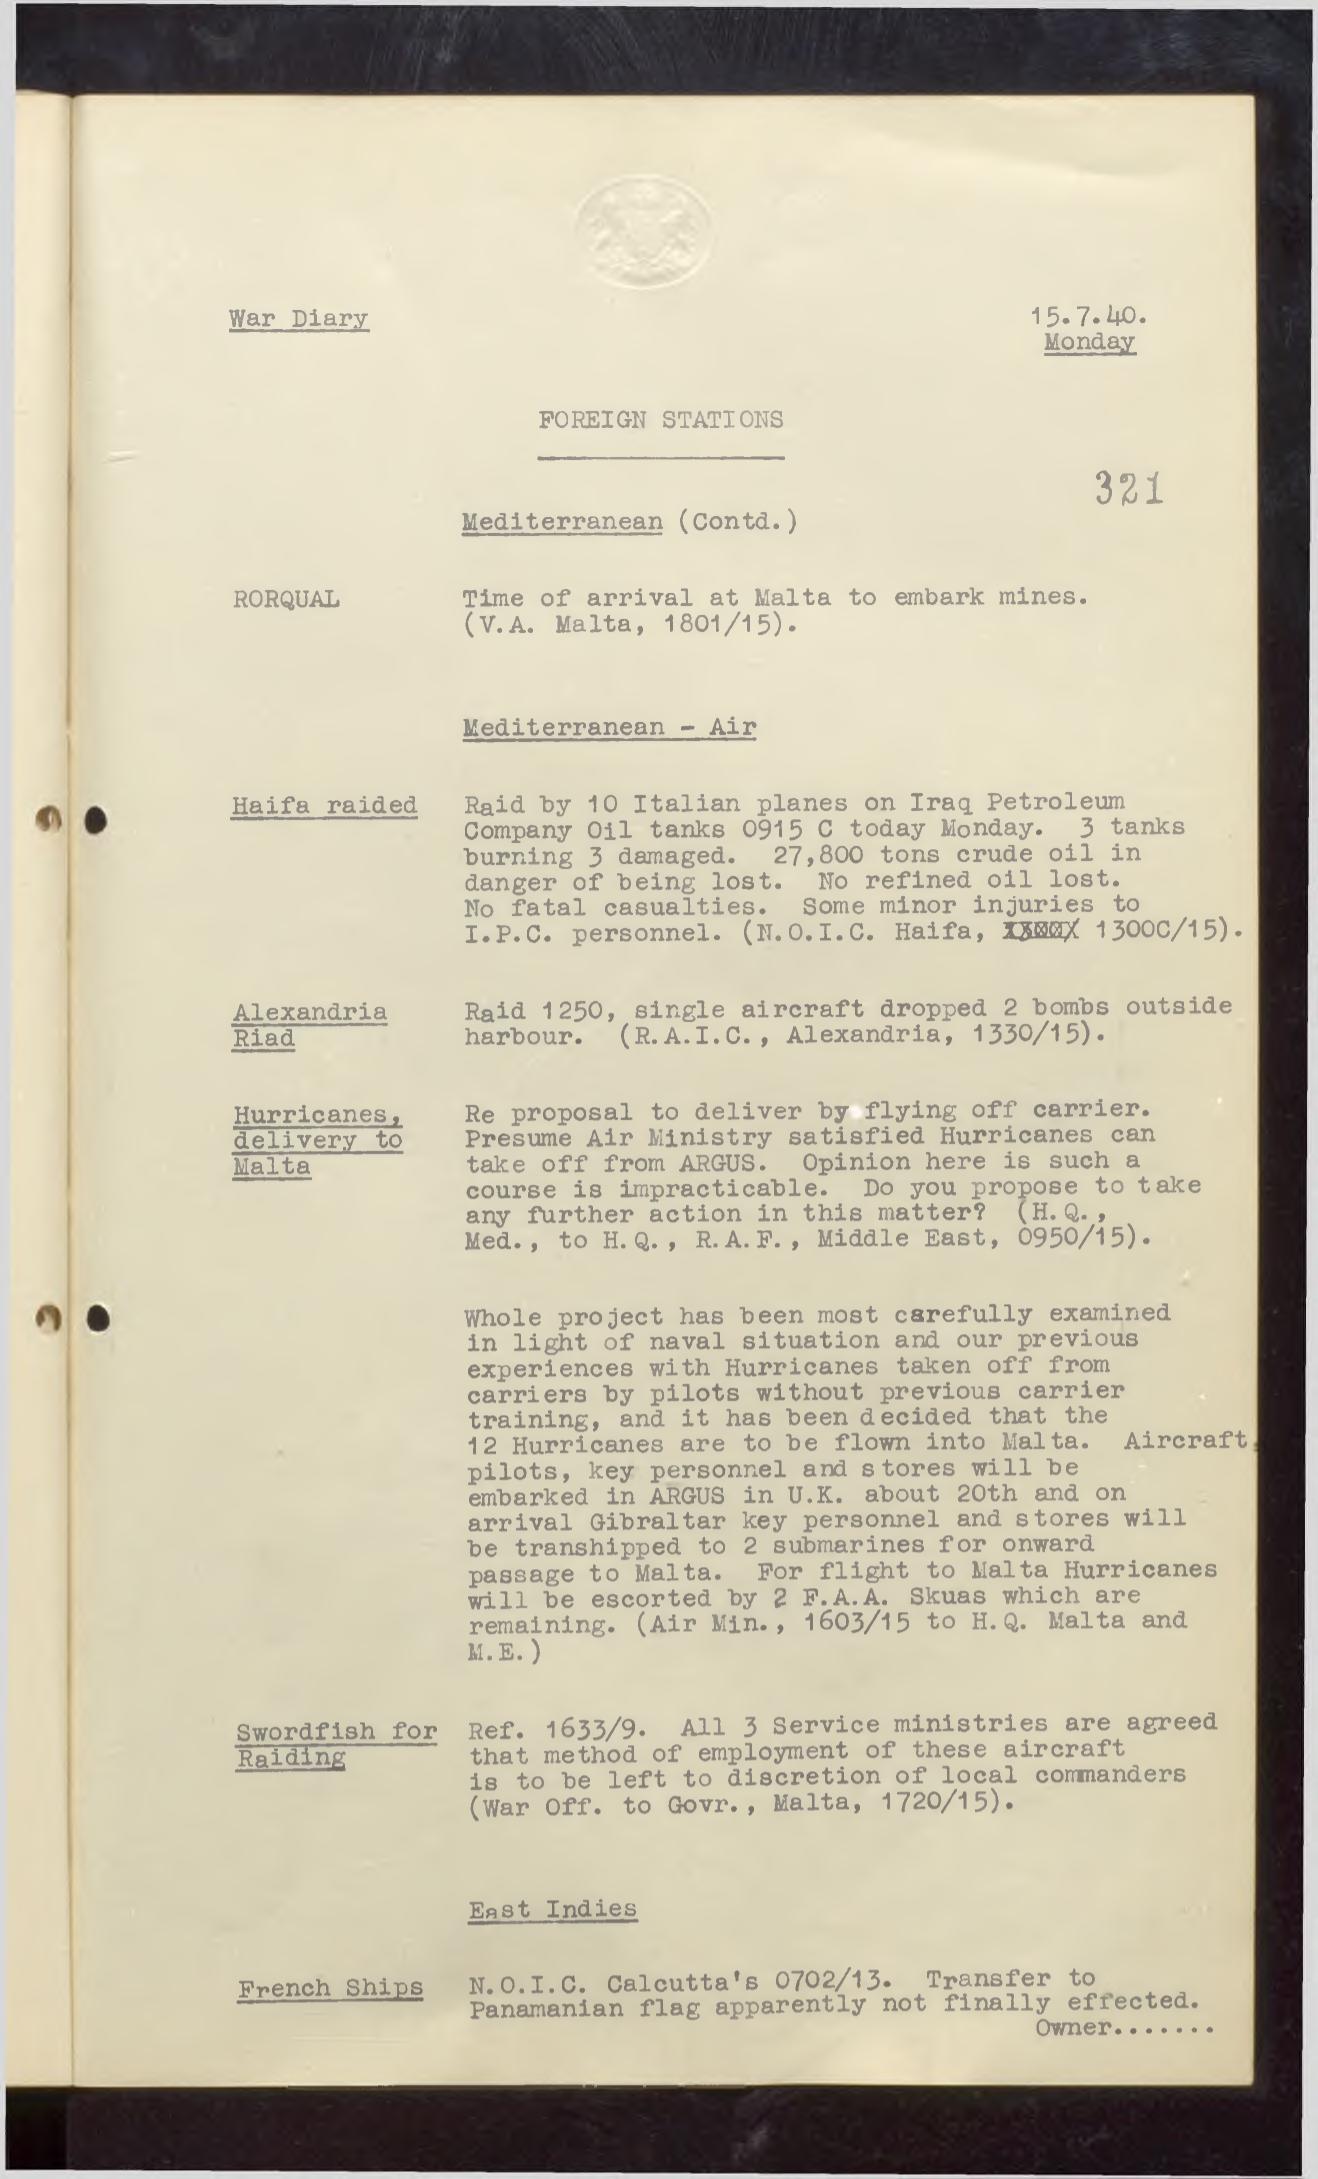 War Diary
15.7.40.
Monday
FOREIGN STATIONS
321
Mediterranean (Contd.)
RORQUAL
Time of arrival at Malta to embark mines.
(V.A. Malta, 1801/15).
Mediterranean - Air
Haifa raided
Raid by 10 Italian planes on Iraq Petroleum
Company Oil tanks 0915 C today Monday. 3 tanks
burning 3 damaged. 27,800 tons crude oil in
danger of being lost. No refined oil lost.
No fatal casualties. Some minor injuries to
I.P.C. personnel. (N.O.I.C. Haifa, 1300C/15).
Alexandria
Riad
Raid 1250, single aircraft dropped 2 bombs outside
harbour. (R.A.I.C., Alexandria, 1330/15).
Hurricanes,
delivery to
Malta
Re proposal to deliver by flying off carrier.
Presume Air Ministry satisfied Hurricanes can
take off from ARGUS. Opinion here is such a
course is impracticable. Do you propose to take
any further action in this matter? (H.Q.,
Med., to H.Q., R.A.F., Middle East, 0950/15).
Whole project has been most carefully examined
in light of naval situation and our previous
experiences with Hurricanes taken off from
carriers by pilots without previous carrier
training, and it has been decided that the
12 Hurricanes are to be flown into Malta. Aircraft,
pilots, key personnel and stores will be
embarked in ARGUS in U.K. about 20th and on
arrival Gibraltar key personnel and stores will
be transhipped to 2 submarines for onward
passage to Malta. For flight to Malta Hurricanes
will be escorted by 2 F.A.A. Skuas which are
remaining. (Air Min., 1603/15 to H.Q. Malta and
M.E.)
Swordfish for
Raiding
Ref. 1633/9. All 3 Service ministries are agreed
that method of employment of these aircraft
is to be left to discretion of local commanders
(War Off. to Govr., Malta, 1720/15).
East Indies
French Ships
N.O.I.C. Calcutta's 0702/13. Transfer to
Panamanian flag apparently not finally effected.
Owner.......